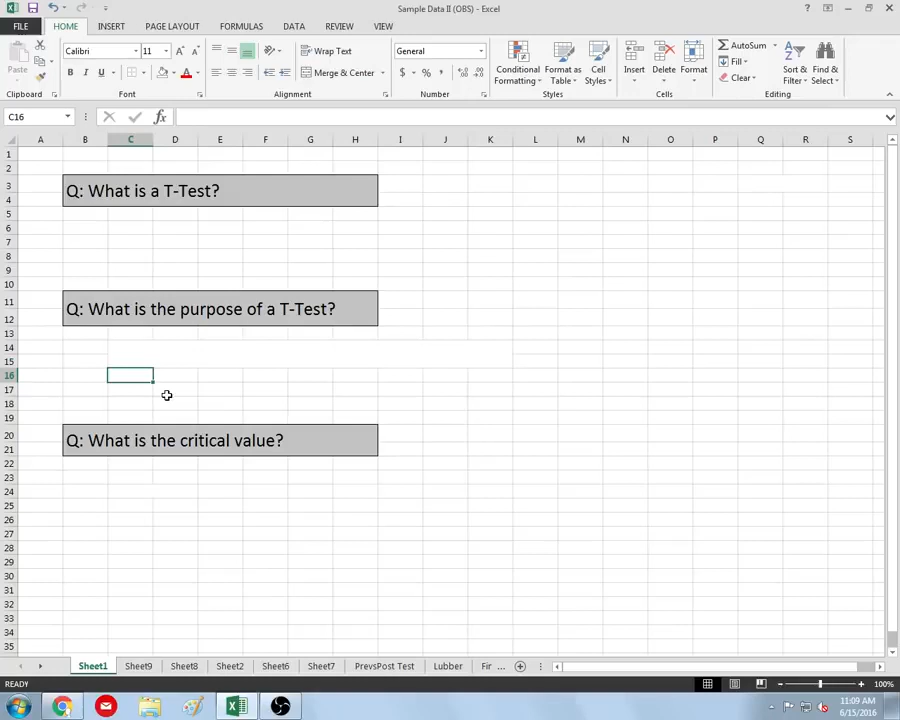 Sample Data II (OBS) - Excel
FILE HOME INSERT PAGE LAYOUT FORMULAS DATA REVIEW VIEW
Calibri 11 Wrap Text General AutoSum
Paste B I U Merge & Center $ % , Conditional Formatting Format as Table Cell Styles Insert Delete Format Fill Clear Sort & Filter Find & Select
Clipboard Font Alignment Number Styles Cells Editing
C16 fx
A B C D E F G H I J K L M N O P Q R S
1
2
3 Q: What is a T-Test?
4
5
6
7
8
9
10
11 Q: What is the purpose of a T-Test?
12
13
14
15
16
17
18
19
20 Q: What is the critical value?
21
22
23
24
25
26
27
28
29
30
31
32
33
34
35
Sheet1 Sheet9 Sheet8 Sheet2 Sheet6 Sheet7 PrevsPost Test Lubber Fir ...
READY 100%
11:09 AM
6/15/2016